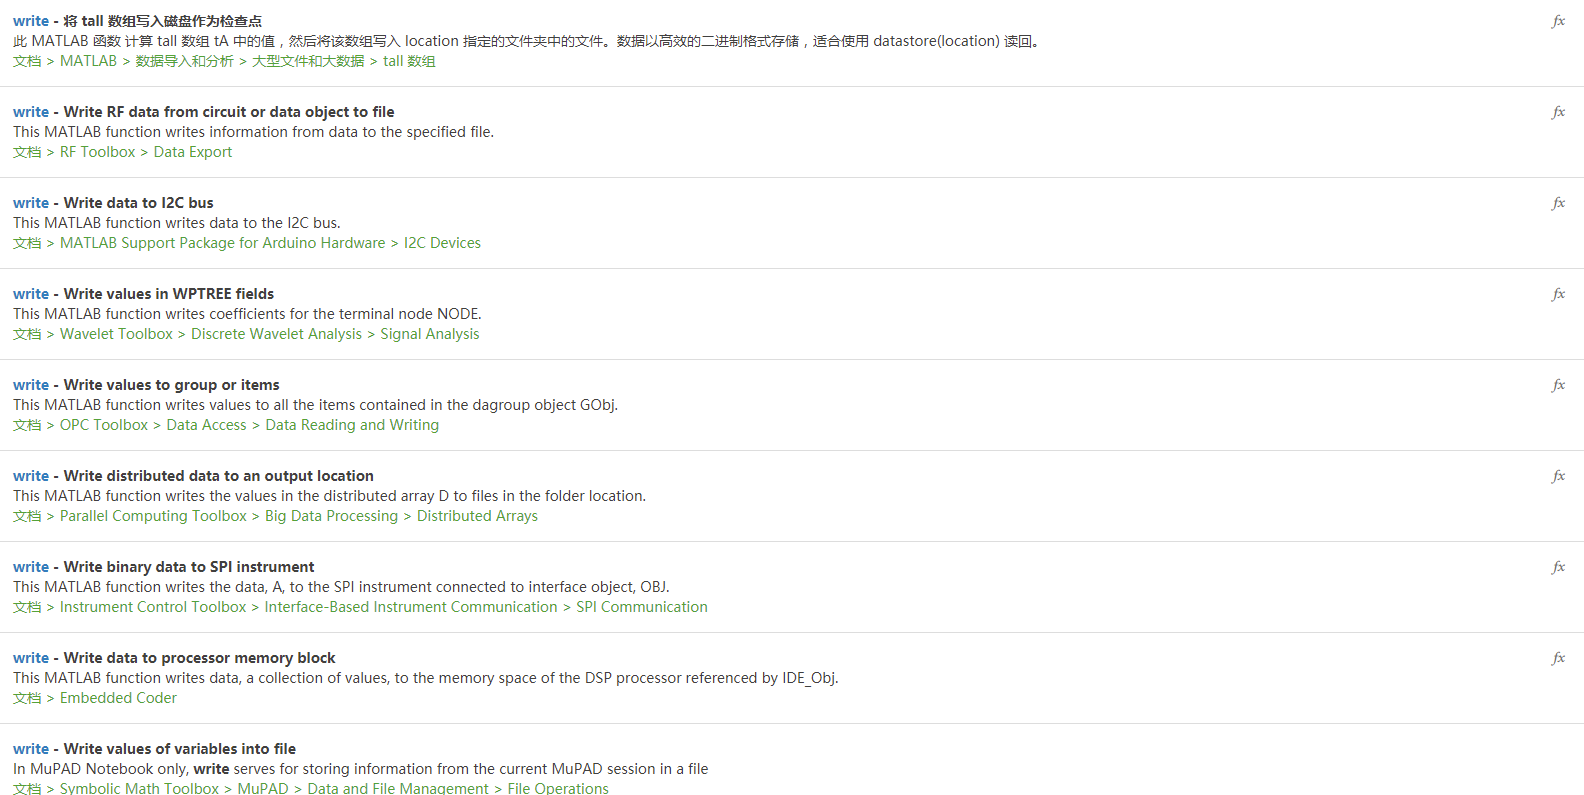 write - 将 tall 数组写入磁盘作为检查点 fx
此 MATLAB 函数 计算 tall 数组 tA 中的值，然后将该数组写入 location 指定的文件夹中的文件。数据以高效的二进制格式存储，适合使用 datastore(location) 读回。
文档 > MATLAB > 数据导入和分析 > 大型文件和大数据 > tall 数组
write - Write RF data from circuit or data object to file fx
This MATLAB function writes information from data to the specified file.
文档 > RF Toolbox > Data Export
write - Write data to I2C bus fx
This MATLAB function writes data to the I2C bus.
文档 > MATLAB Support Package for Arduino Hardware > I2C Devices
write - Write values in WPTREE fields fx
This MATLAB function writes coefficients for the terminal node NODE.
文档 > Wavelet Toolbox > Discrete Wavelet Analysis > Signal Analysis
write - Write values to group or items fx
This MATLAB function writes values to all the items contained in the dagroup object GObj.
文档 > OPC Toolbox > Data Access > Data Reading and Writing
write - Write distributed data to an output location fx
This MATLAB function writes the values in the distributed array D to files in the folder location.
文档 > Parallel Computing Toolbox > Big Data Processing > Distributed Arrays
write - Write binary data to SPI instrument fx
This MATLAB function writes the data, A, to the SPI instrument connected to interface object, OBJ.
文档 > Instrument Control Toolbox > Interface-Based Instrument Communication > SPI Communication
write - Write data to processor memory block fx
This MATLAB function writes data, a collection of values, to the memory space of the DSP processor referenced by IDE_Obj.
文档 > Embedded Coder
write - Write values of variables into file
In MuPAD Notebook only, write serves for storing information from the current MuPAD session in a file
文档 > Symbolic Math Toolbox > MuPAD > Data and File Management > File Operations